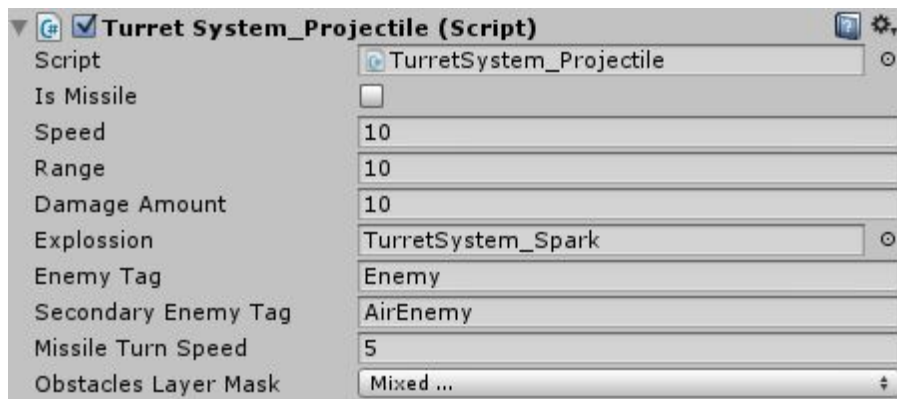 Turret System_Projectile (Script)
Script TurretSystem_Projectile
Is Missile
Speed 10
Range 10
Damage Amount 10
Explossion TurretSystem_Spark
Enemy Tag Enemy
Secondary Enemy Tag AirEnemy
Missile Turn Speed 5
Obstacles Layer Mask Mixed ...